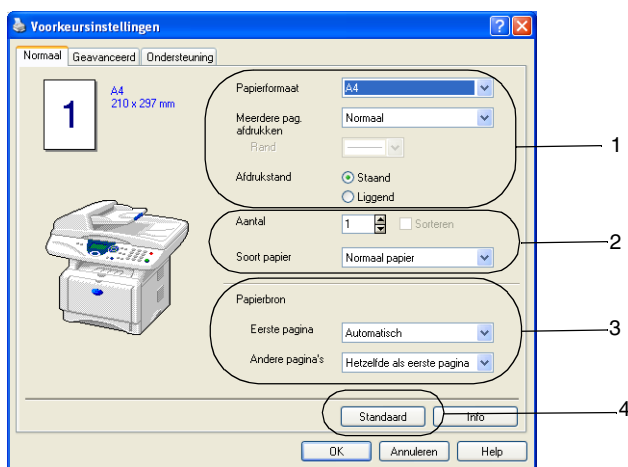 Voorkeursinstellingen
Normaal Geavanceerd Ondersteuning
1
A4
210 x 297 mm
Papierformaat A4
Meerdere pag. afdrukken Normaal
Rand
Afdrukstand Staand
Liggend
1
Aantal 1 Sorteren
Soort papier Normaal papier
2
Papierbron
Eerste pagina Automatisch
Andere pagina's Hetzelfde als eerste pagina
3
Standaard Info
4
OK Annuleren Help